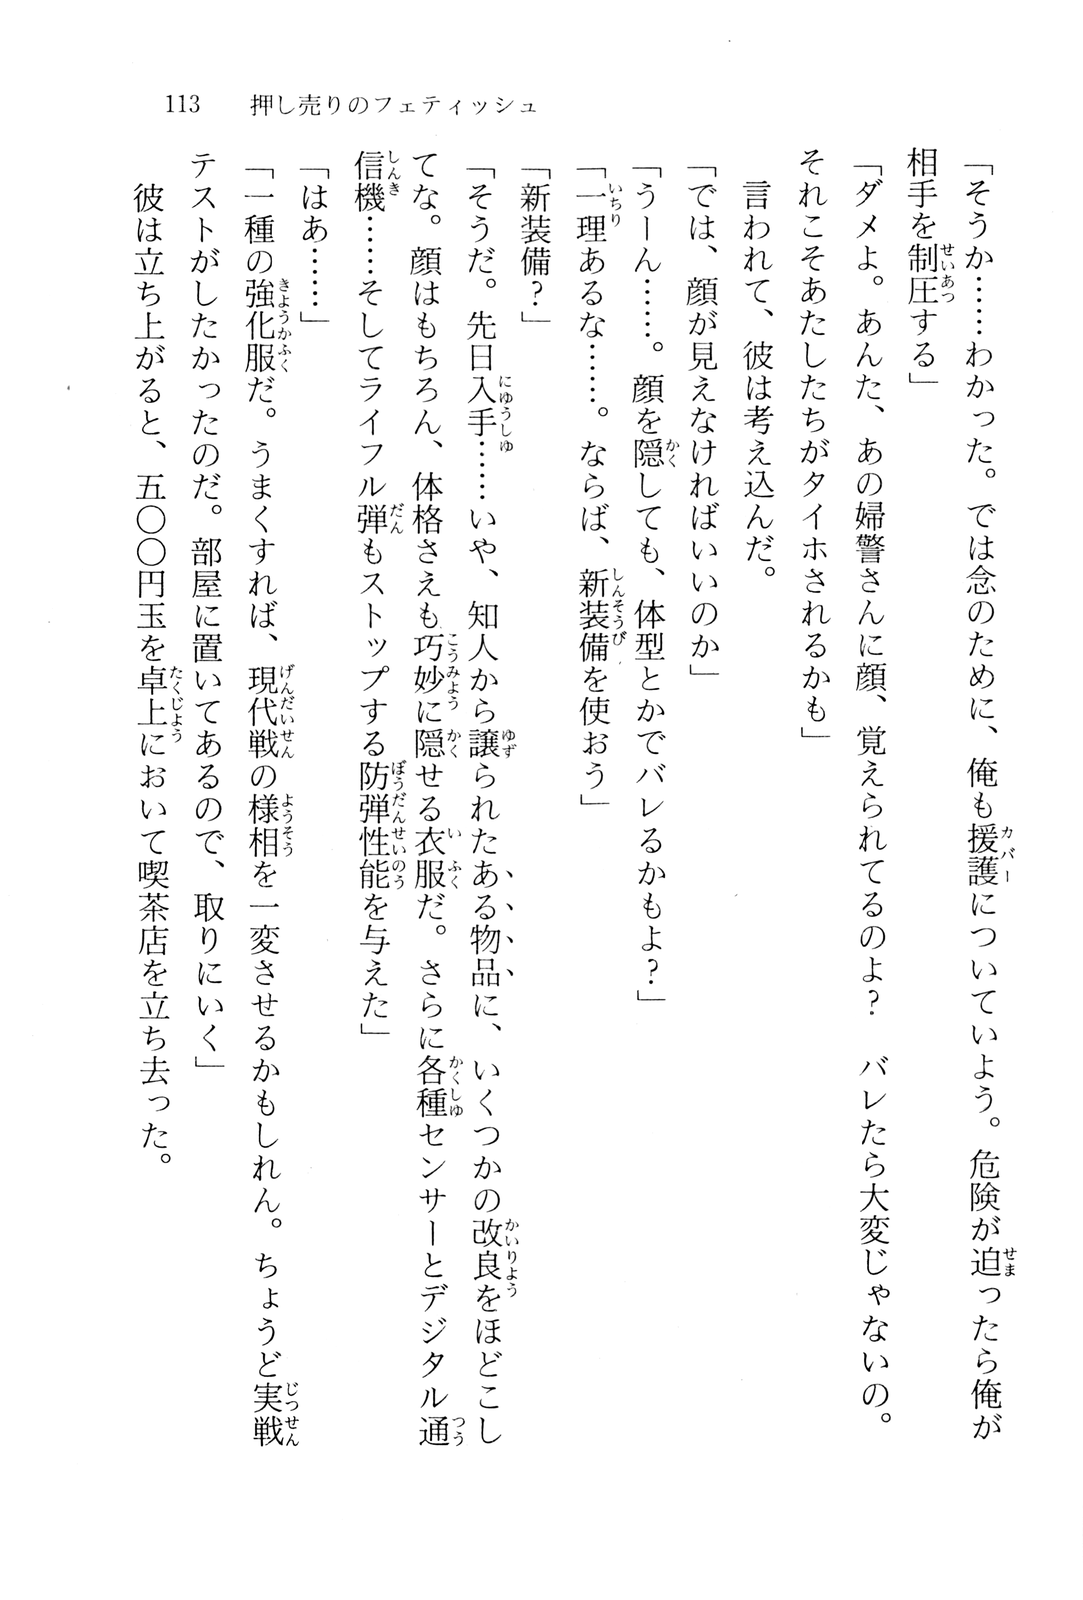 113　押し売りのフェティッシュ
「そうか……わかった。では念のために、俺も援護についていよう。危険が迫ったら俺が
相手を制圧する」
「ダメよ。あんた、あの婦警さんに顔、覚えられてるのよ？　バレたら大変じゃないの。
それこそあたしたちがタイホされるかも」
　言われて、彼は考え込んだ。
「では、顔が見えなければいいのか」
「うーん……。顔を隠しても、体型とかでバレるかもよ？」
「一理あるな……。ならば、新装備を使おう」
「新装備？」
「そうだ。先日入手……いや、知人から譲られたある物品に、いくつかの改良をほどこし
てな。顔はもちろん、体格さえも巧妙に隠せる衣服だ。さらに各種センサーとデジタル通
信機……そしてライフル弾もストップする防弾性能を与えた」
「はあ……」
「一種の強化服だ。うまくすれば、現代戦の様相を一変させるかもしれん。ちょうど実戦
テストがしたかったのだ。部屋に置いてあるので、取りにいく」
　彼は立ち上がると、五〇〇円玉を卓上において喫茶店を立ち去った。